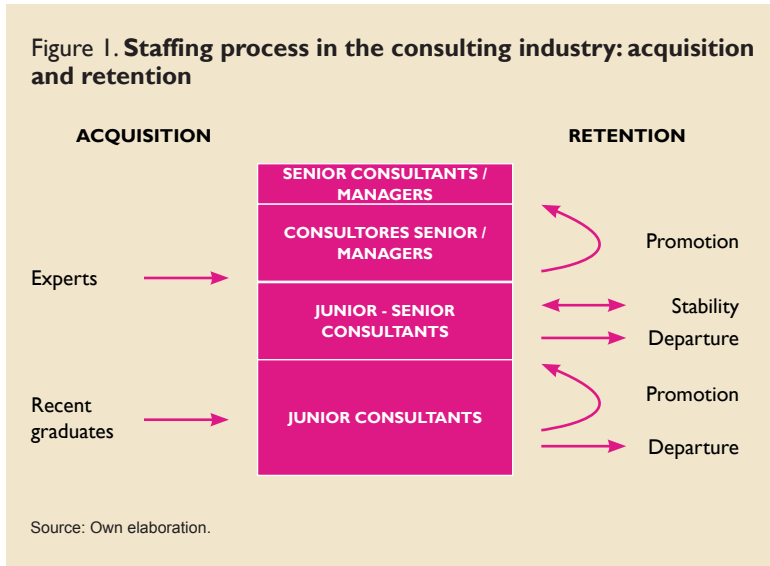 Figure 1. Staffing process in the consulting industry: acquisition
and retention
ACQUISITION
RETENTION
SENIOR CONSULTANTS /
MANAGERS
CONSULTORES SENIOR /
MANAGERS
Promotion
Experts
JUNIOR - SENIOR
CONSULTANTS
Stability
Departure
Recent
graduates
JUNIOR CONSULTANTS
Promotion
Departure
Source: Own elaboration.